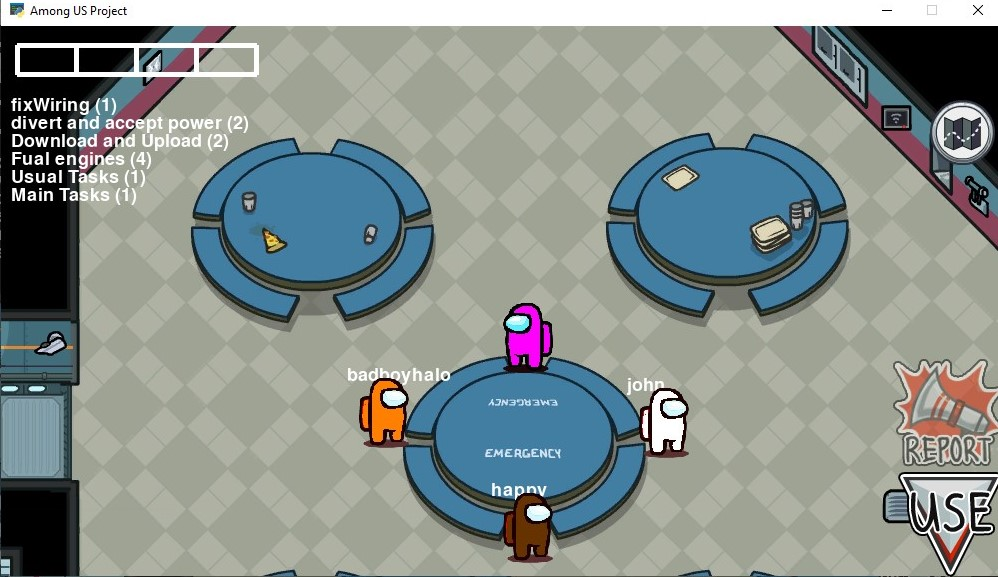 Among US Project
fixWiring (1)
divert and accept power (2)
Download and Upload (2)
Fual engines (4)
Usual Tasks (1)
Main Tasks (1)
badboyhalo
john
EMERGENCY
EMERGENCY
happy
REPORT
USE